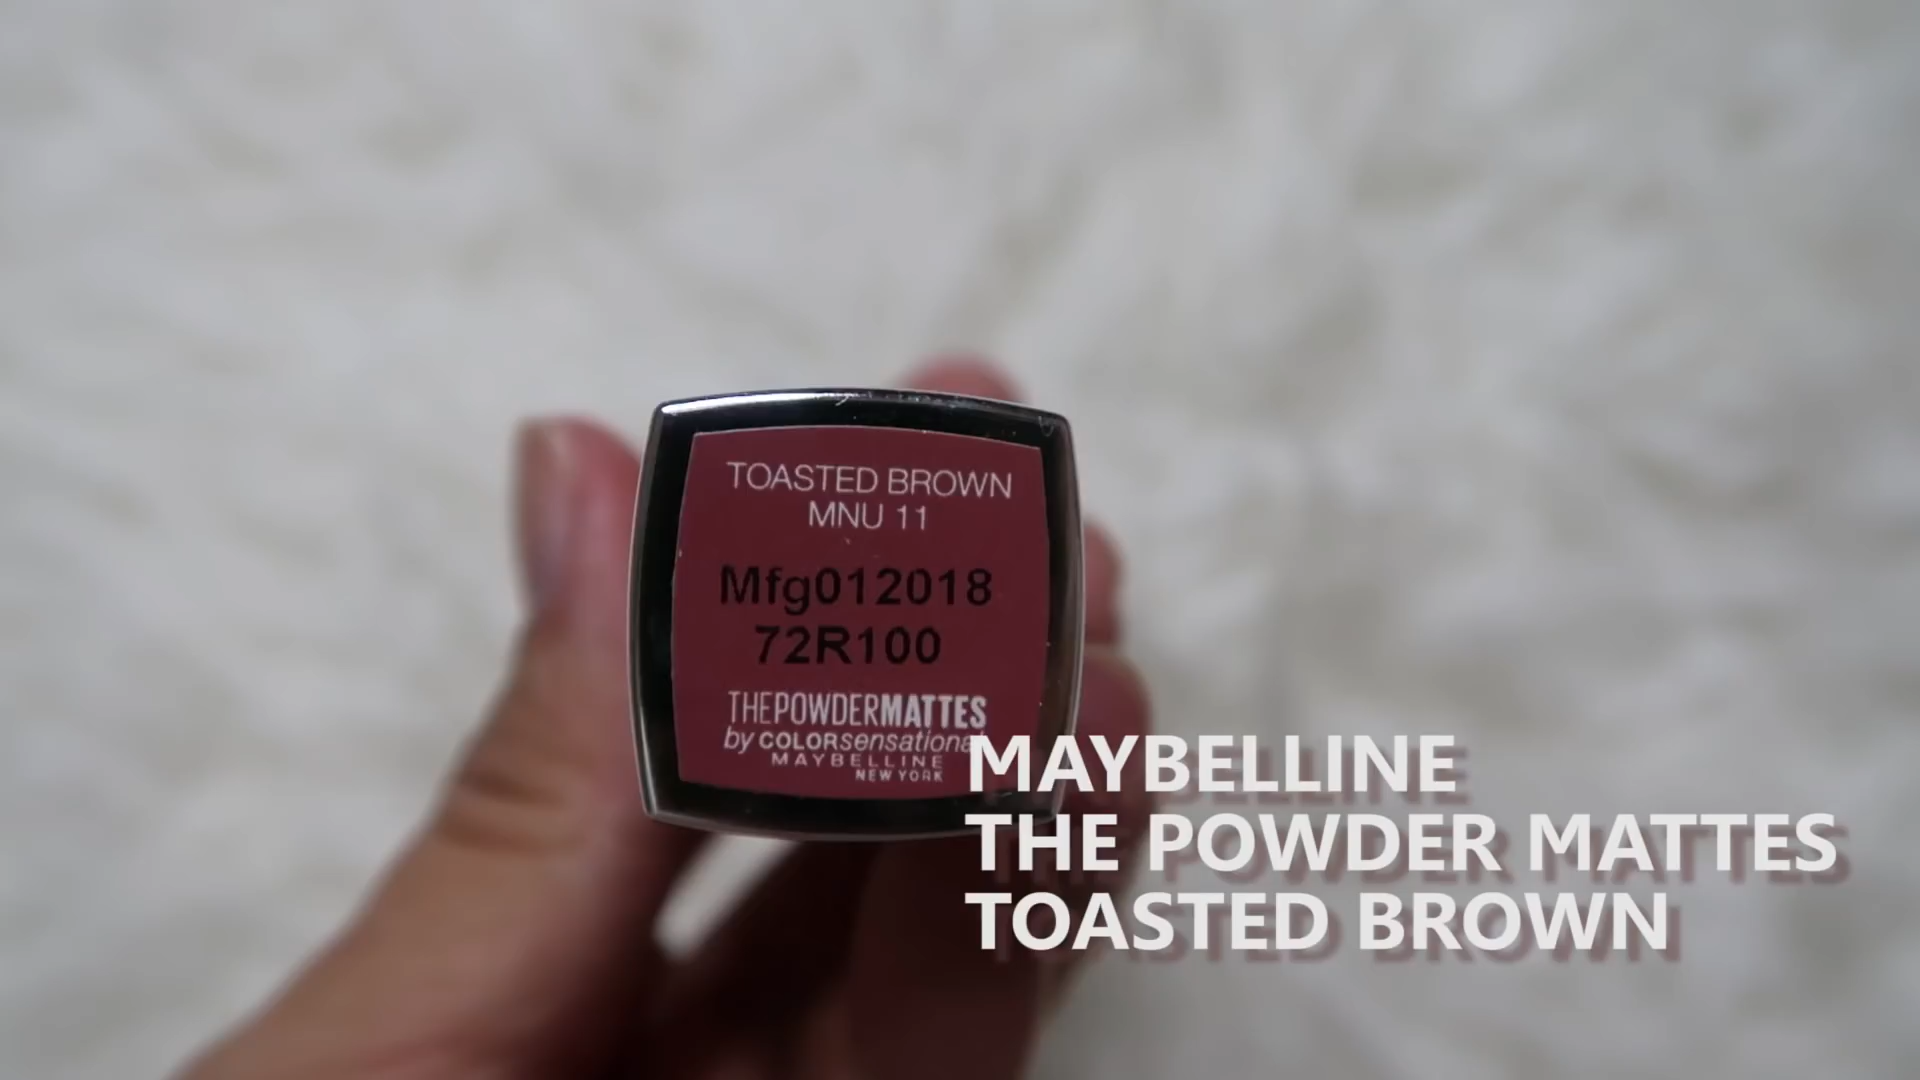 TOASTED BROWN
MNU 11
Mfg012018
72R100
THEPOWDERMATTES
by COLORsensational
MAYBELLINE
NEW YORK
MAYBELLINE
THE POWDER MATTES
TOASTED BROWN